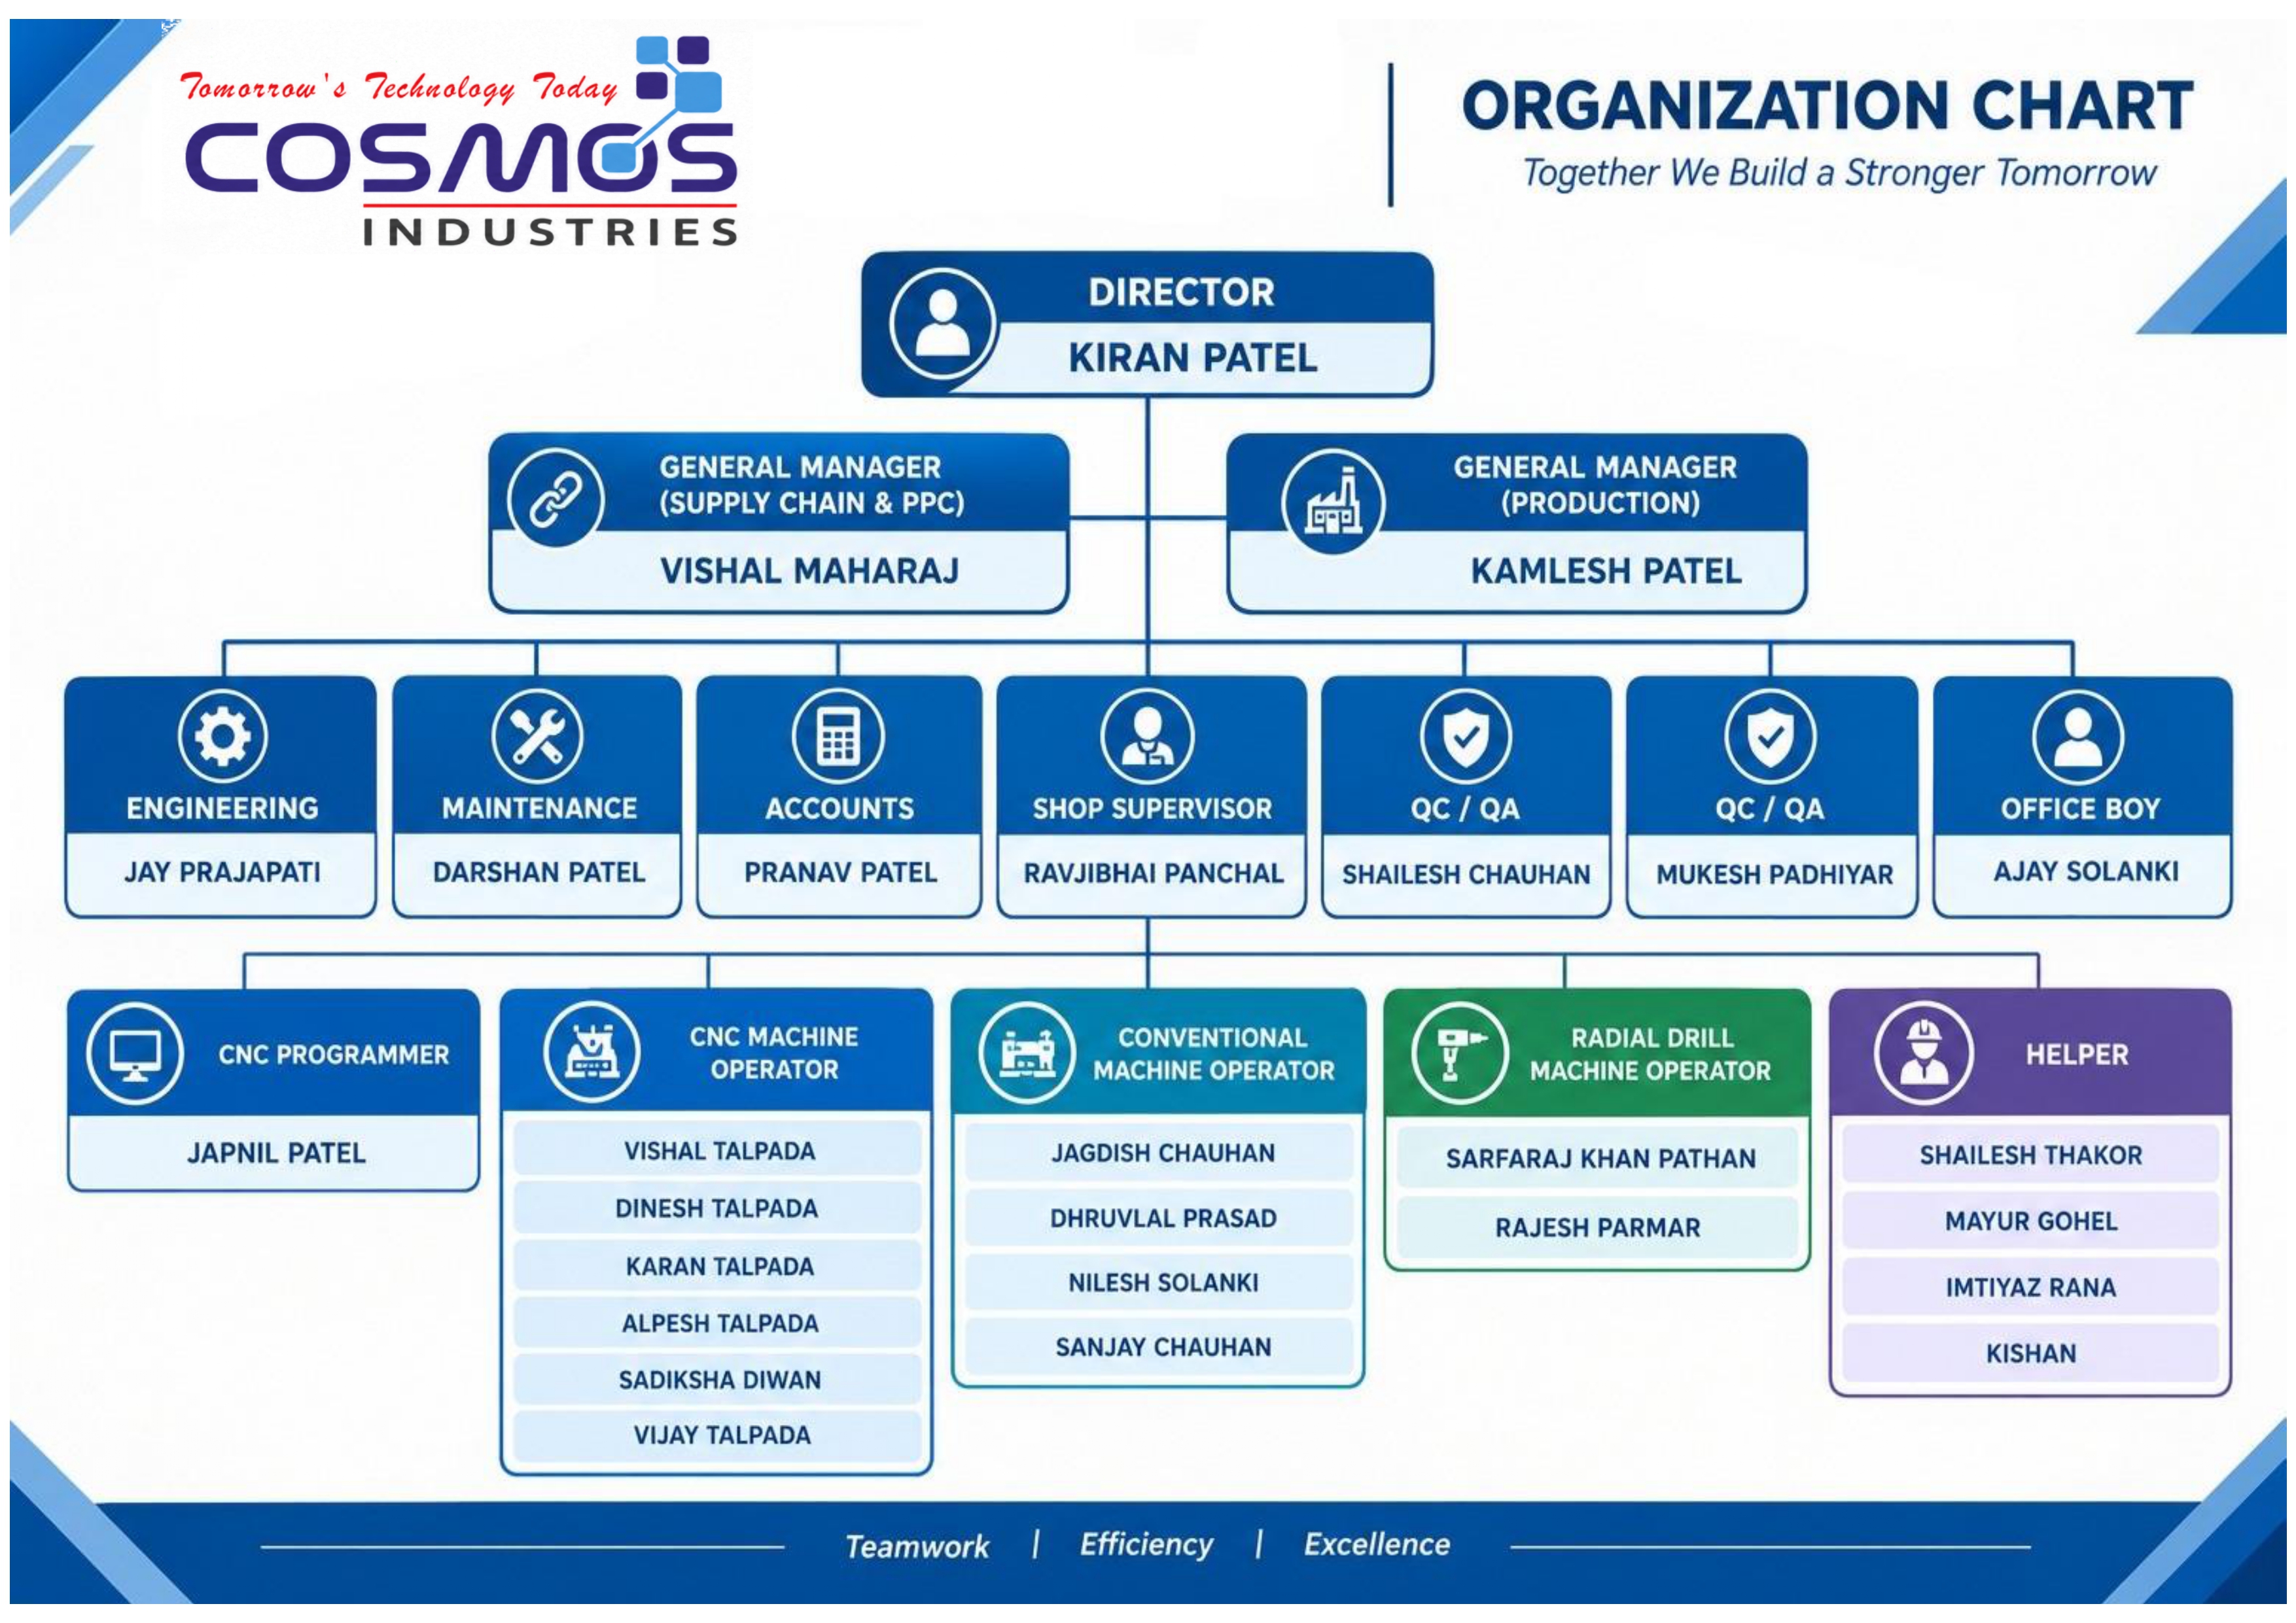 Tomorrow's Technology Today
COSMOS
INDUSTRIES
ORGANIZATION CHART
Together We Build a Stronger Tomorrow
DIRECTOR
KIRAN PATEL
GENERAL MANAGER
(SUPPLY CHAIN & PPC)
VISHAL MAHARAJ
GENERAL MANAGER
(PRODUCTION)
KAMLESH PATEL
ENGINEERING
JAY PRAJAPATI
MAINTENANCE
DARSHAN PATEL
ACCOUNTS
PRANAV PATEL
SHOP SUPERVISOR
RAVJIBHAI PANCHAL
QC / QA
SHAILESH CHAUHAN
QC / QA
MUKESH PADHIYAR
OFFICE BOY
AJAY SOLANKI
CNC PROGRAMMER
JAPNIL PATEL
CNC MACHINE
OPERATOR
VISHAL TALPADA
DINESH TALPADA
KARAN TALPADA
ALPESH TALPADA
SADIKSHA DIWAN
VIJAY TALPADA
CONVENTIONAL
MACHINE OPERATOR
JAGDISH CHAUHAN
DHRUVLAL PRASAD
NILESH SOLANKI
SANJAY CHAUHAN
RADIAL DRILL
MACHINE OPERATOR
SARFARAJ KHAN PATHAN
RAJESH PARMAR
HELPER
SHAILESH THAKOR
MAYUR GOHEL
IMTIYAZ RANA
KISHAN
Teamwork | Efficiency | Excellence